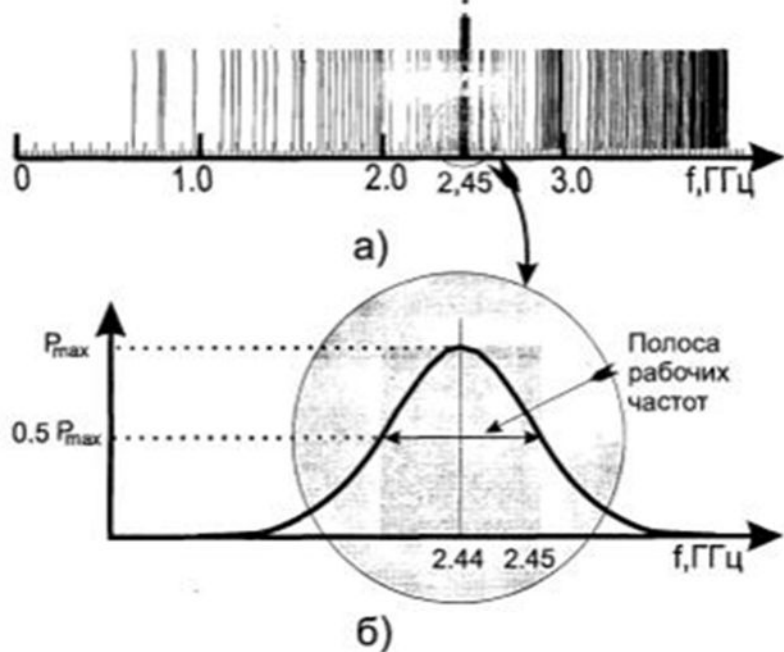 0 1.0 2.0 2,45 3.0 f,ГГц
а)
Pmax
Полоса
рабочих
частот
0.5 Pmax
2.44 2.45 f,ГГц
б)